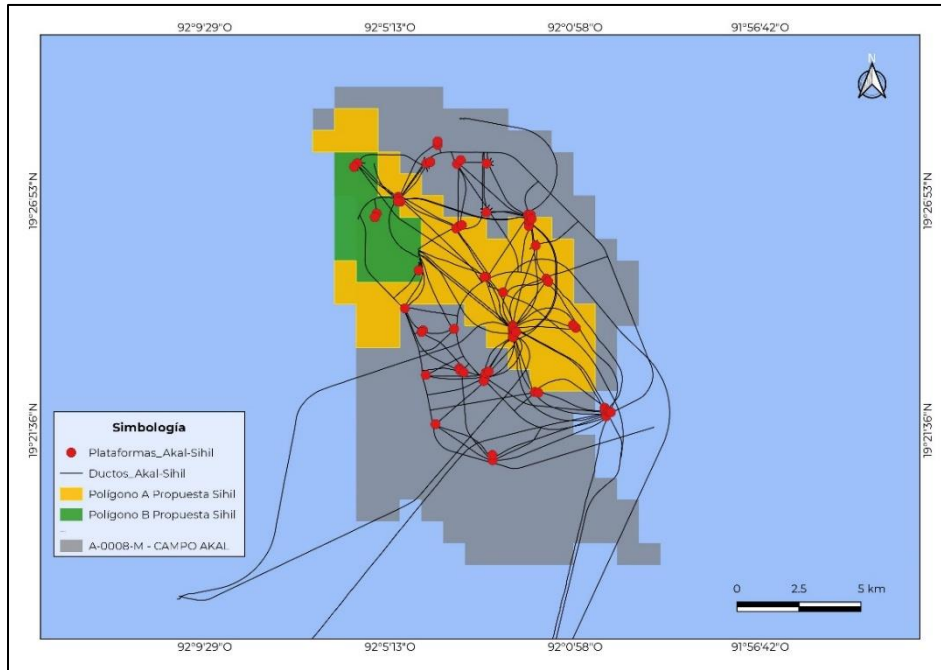 92°9'29"O 92°5'13"O 92°0'58"O 91°56'42"O
N
19°26'53"N 19°26'53"N
19°21'36"N 19°21'36"N
Simbología
Plataformas_Akal-Sihil
Ductos_Akal-Sihil
Polígono A Propuesta Sihil
Polígono B Propuesta Sihil
...
A-0008-M - CAMPO AKAL
0 2.5 5 km
92°9'29"O 92°5'13"O 92°0'58"O 91°56'42"O